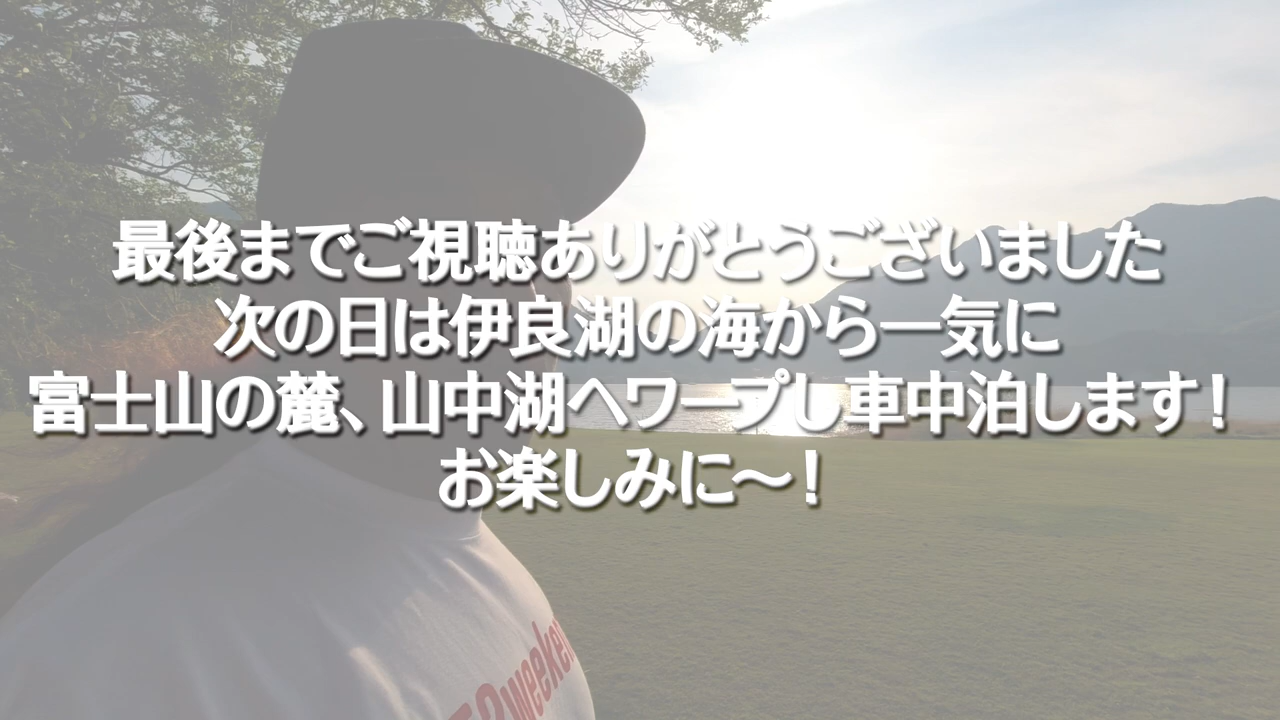 最後までご視聴ありがとうございました
次の日は伊良湖の海から一気に
富士山の麓、山中湖へワープし車中泊します！
お楽しみに～！
52weeken